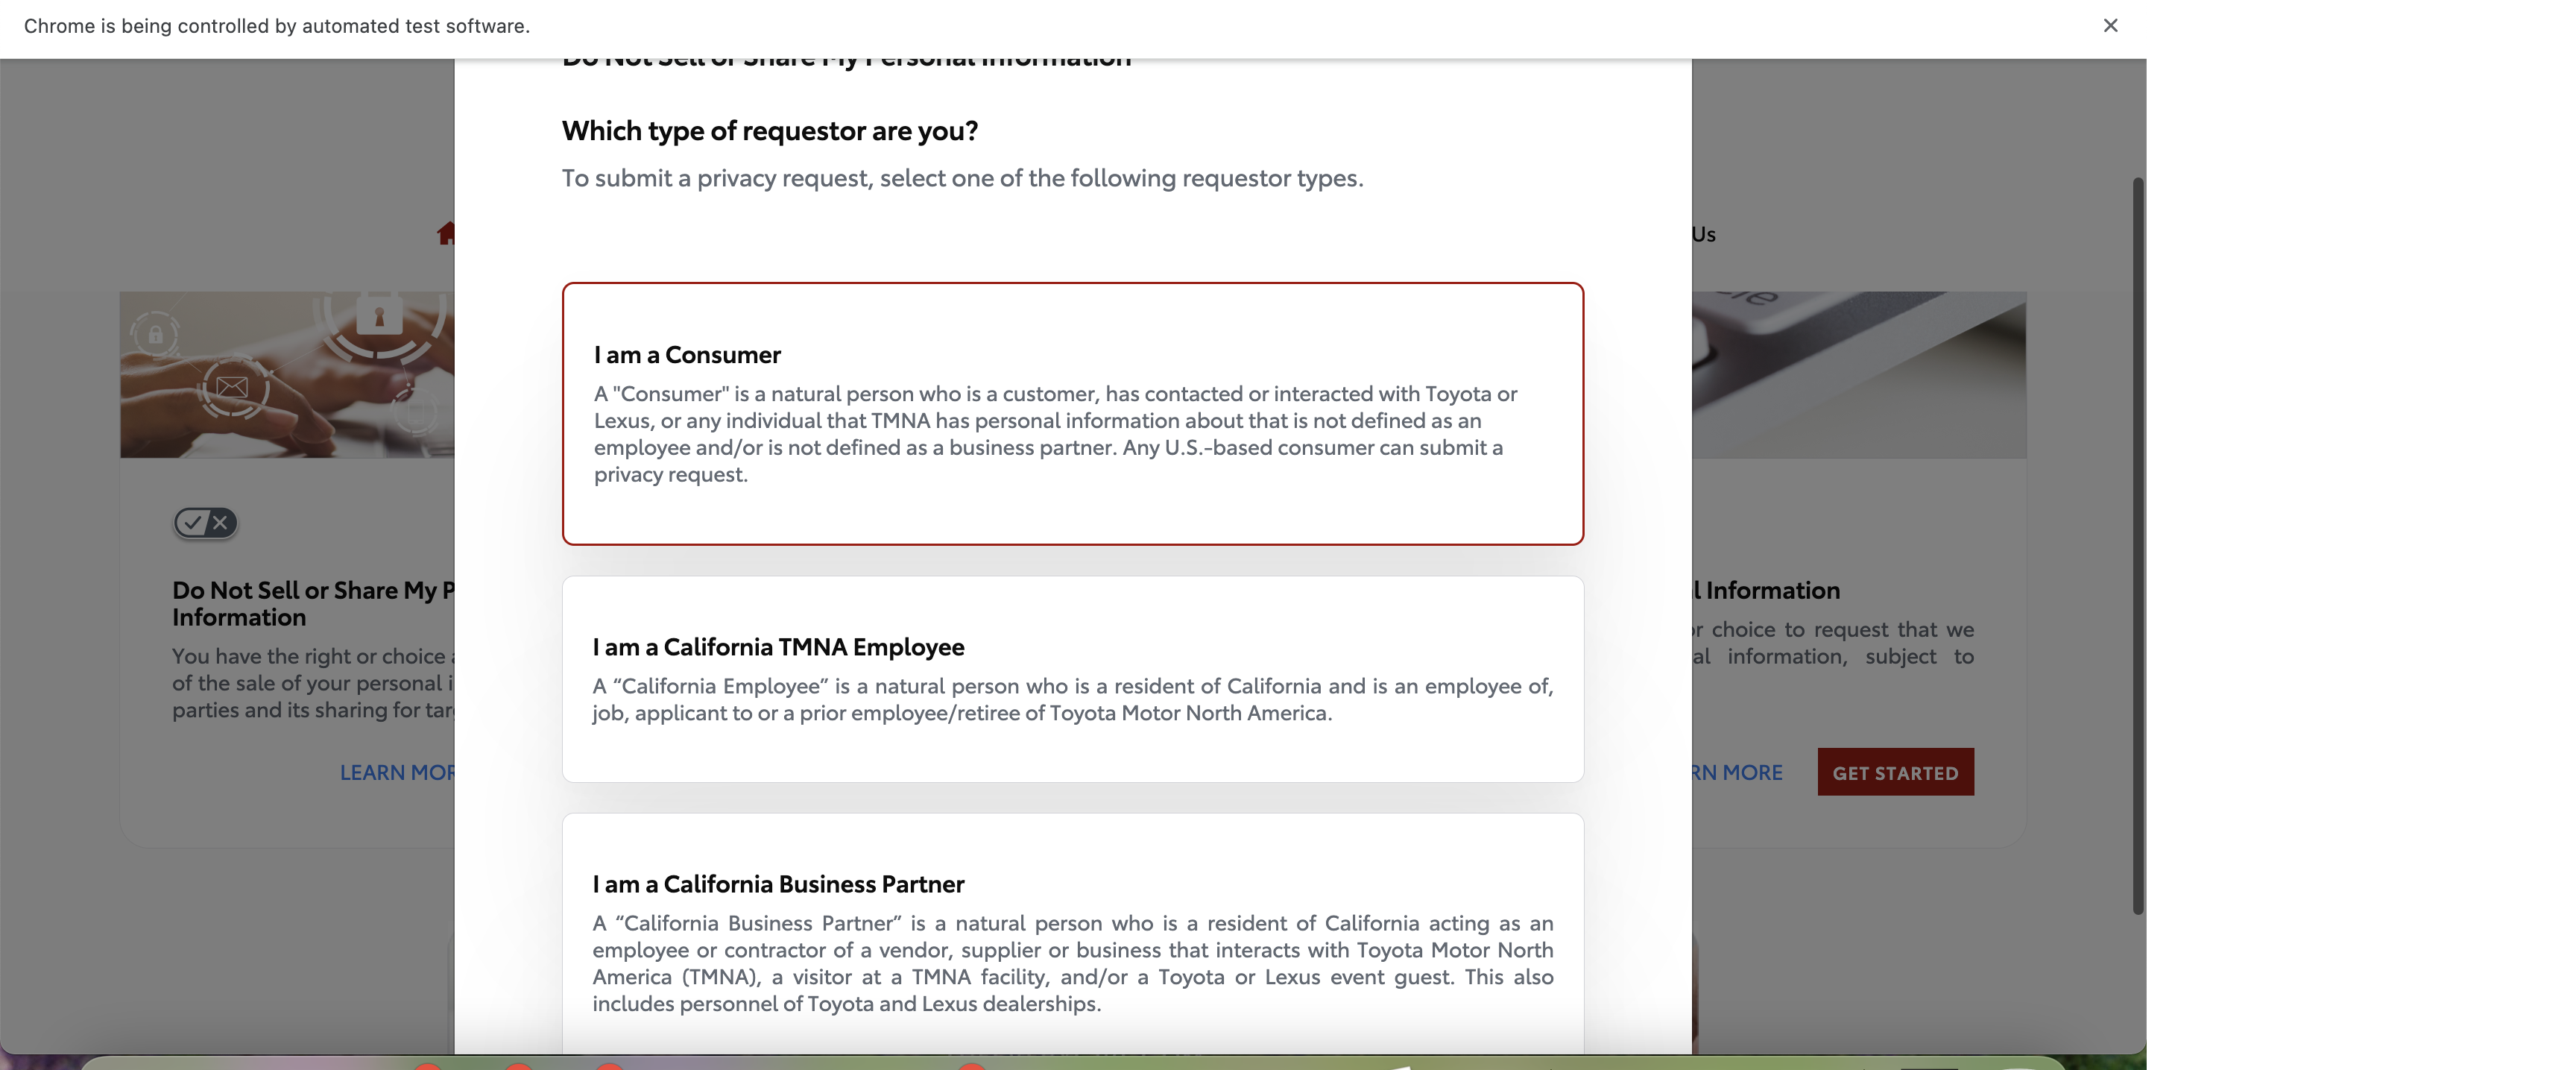 Chrome is being controlled by automated test software.
Do Not Sell or Share My Personal Information
Which type of requestor are you?
To submit a privacy request, select one of the following requestor types.
Us
I am a Consumer
A "Consumer" is a natural person who is a customer, has contacted or interacted with Toyota or
Lexus, or any individual that TMNA has personal information about that is not defined as an
employee and/or is not defined as a business partner. Any U.S.-based consumer can submit a
privacy request.
I am a California TMNA Employee
A “California Employee” is a natural person who is a resident of California and is an employee of,
job, applicant to or a prior employee/retiree of Toyota Motor North America.
I am a California Business Partner
A “California Business Partner” is a natural person who is a resident of California acting as an
employee or contractor of a vendor, supplier or business that interacts with Toyota Motor North
America (TMNA), a visitor at a TMNA facility, and/or a Toyota or Lexus event guest. This also
includes personnel of Toyota and Lexus dealerships.
Do Not Sell or Share My P
Information
You have the right or choice
of the sale of your personal i
parties and its sharing for tar
LEARN MOR
l Information
or choice to request that we
al information, subject to
RN MORE
GET STARTED